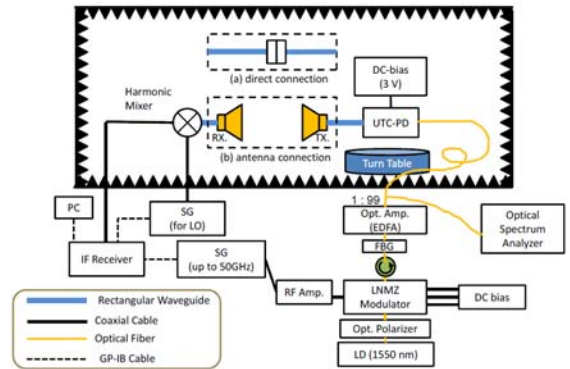 (a) direct connection
DC-bias
(3 V)
Harmonic
Mixer
UTC-PD
RX.
TX.
(b) antenna connection
Turn Table
1 : 99
PC
SG
(for LO)
Opt. Amp.
(EDFA)
Optical
Spectrum
Analyzer
FBG
IF Receiver
SG
(up to 50GHz)
RF Amp.
LNMZ
Modulator
DC bias
Opt. Polarizer
LD (1550 nm)
Rectangular Waveguide
Coaxial Cable
Optical Fiber
GP-IB Cable